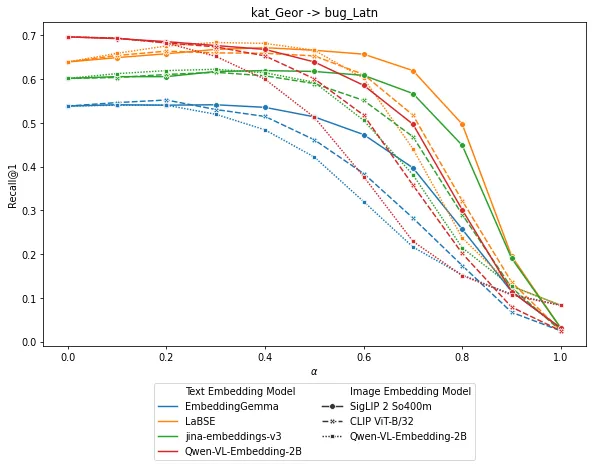 kat_Geor -> bug_Latn
Recall@1
0.7
0.6
0.5
0.4
0.3
0.2
0.1
0.0
0.0 0.2 0.4 0.6 0.8 1.0
α
Text Embedding Model
EmbeddingGemma
LaBSE
jina-embeddings-v3
Qwen-VL-Embedding-2B
Image Embedding Model
SigLIP 2 So400m
CLIP ViT-B/32
Qwen-VL-Embedding-2B